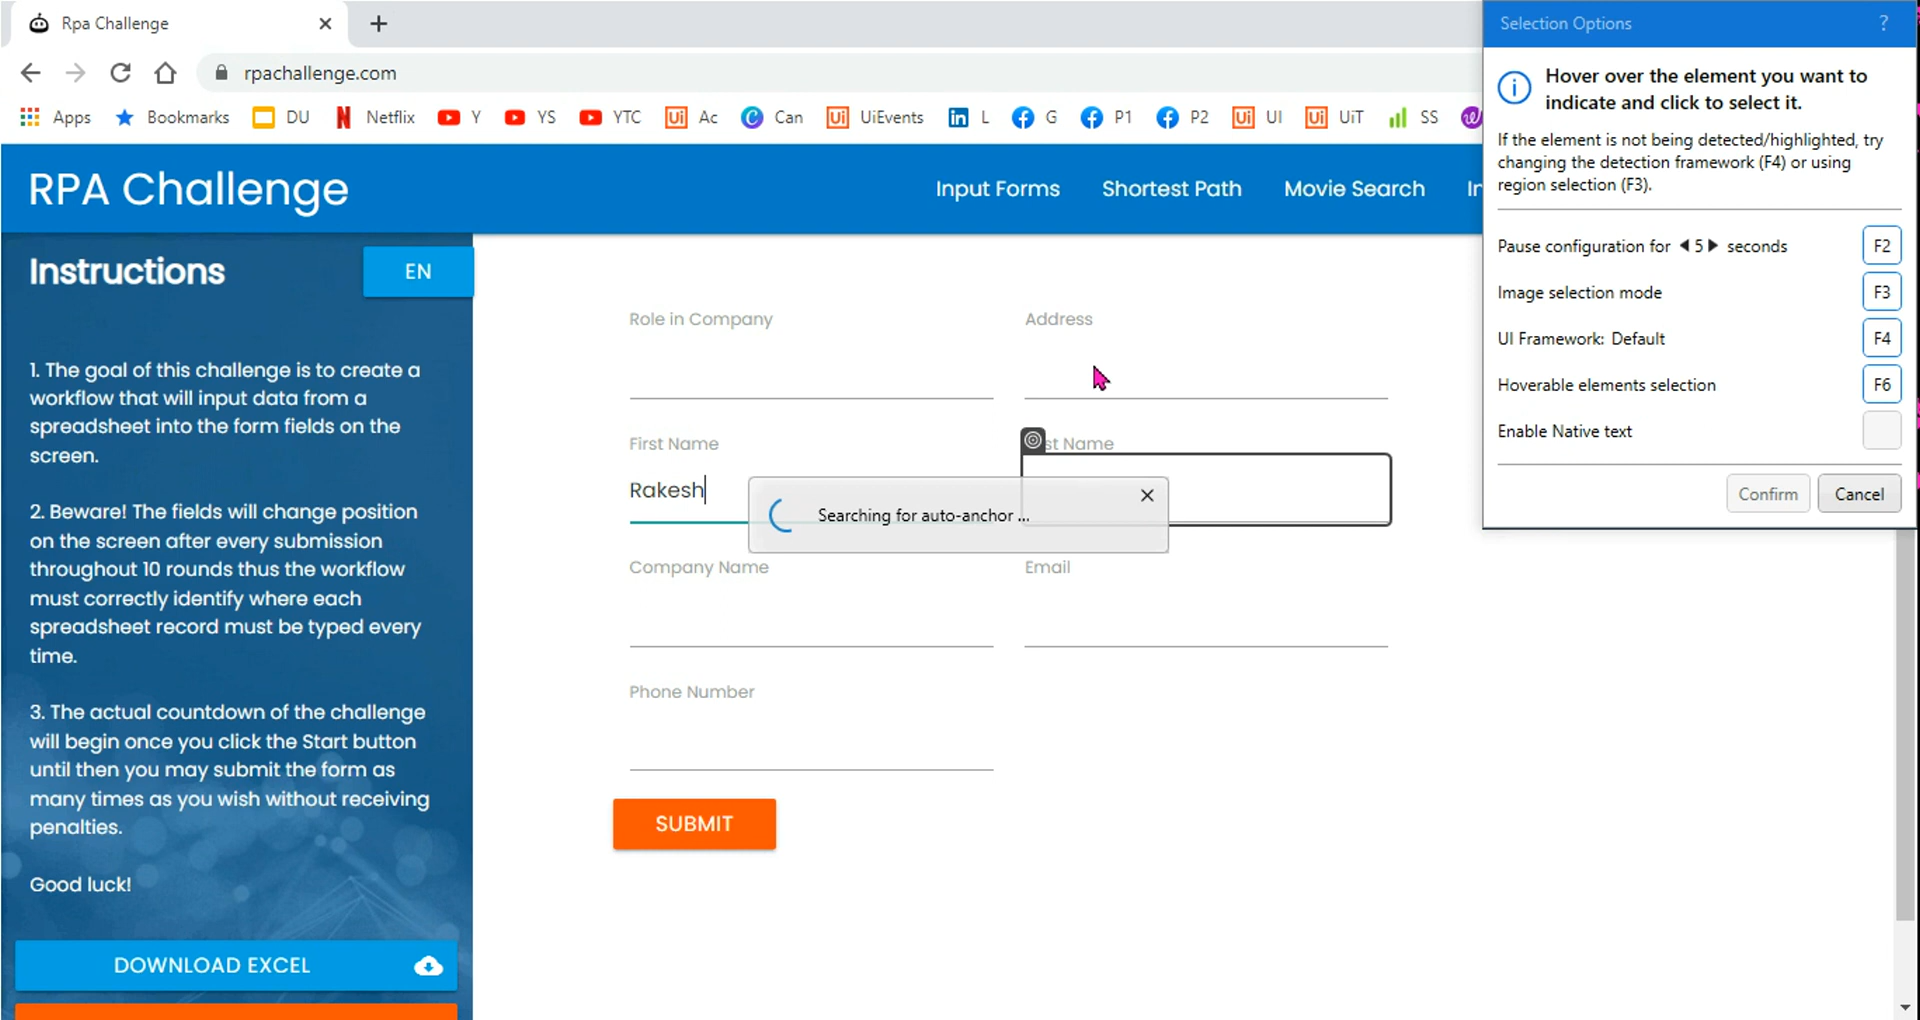 Rpa Challenge
rpachallenge.com
Apps
Bookmarks
DU
Netflix
Y
YS
YTC
Ui Ac
Can
Ui UiEvents
in L
G
P1
P2
Ui UI
Ui UiT
SS
RPA Challenge
Input Forms
Shortest Path
Movie Search
In
Instructions
EN
1. The goal of this challenge is to create a
workflow that will input data from a
spreadsheet into the form fields on the
screen.
2. Beware! The fields will change position
on the screen after every submission
throughout 10 rounds thus the workflow
must correctly identify where each
spreadsheet record must be typed every
time.
3. The actual countdown of the challenge
will begin once you click the Start button
until then you may submit the form as
many times as you wish without receiving
penalties.
Good luck!
DOWNLOAD EXCEL
Role in Company
Address
First Name
st Name
Rakesh
Searching for auto-anchor ...
Company Name
Email
Phone Number
SUBMIT
Selection Options
?
Hover over the element you want to
indicate and click to select it.
If the element is not being detected/highlighted, try
changing the detection framework (F4) or using
region selection (F3).
Pause configuration for 5 seconds F2
Image selection mode F3
UI Framework: Default F4
Hoverable elements selection F6
Enable Native text
Confirm
Cancel